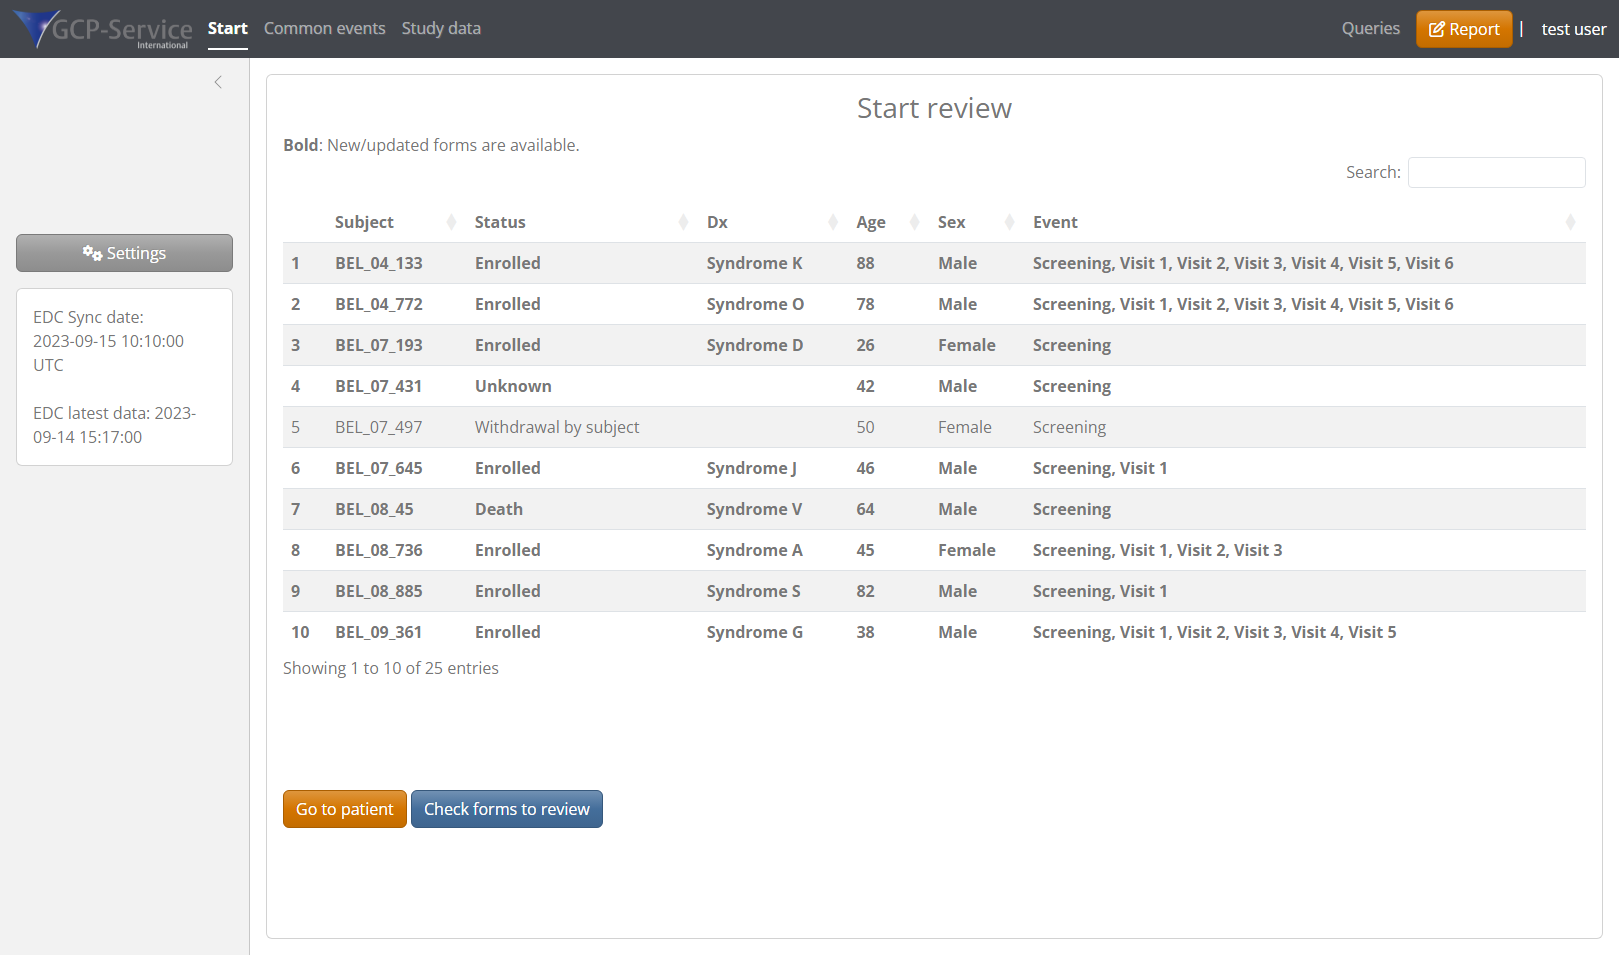 GCP-Service
International
Start Common events Study data Queries Report | test user
Settings
EDC Sync date:
2023-09-15 10:10:00
UTC
EDC latest data: 2023-
09-14 15:17:00
Start review
Bold: New/updated forms are available.
Search:
Subject Status Dx Age Sex Event
1 BEL_04_133 Enrolled Syndrome K 88 Male Screening, Visit 1, Visit 2, Visit 3, Visit 4, Visit 5, Visit 6
2 BEL_04_772 Enrolled Syndrome O 78 Male Screening, Visit 1, Visit 2, Visit 3, Visit 4, Visit 5, Visit 6
3 BEL_07_193 Enrolled Syndrome D 26 Female Screening
4 BEL_07_431 Unknown 42 Male Screening
5 BEL_07_497 Withdrawal by subject 50 Female Screening
6 BEL_07_645 Enrolled Syndrome J 46 Male Screening, Visit 1
7 BEL_08_45 Death Syndrome V 64 Male Screening
8 BEL_08_736 Enrolled Syndrome A 45 Female Screening, Visit 1, Visit 2, Visit 3
9 BEL_08_885 Enrolled Syndrome S 82 Male Screening, Visit 1
10 BEL_09_361 Enrolled Syndrome G 38 Male Screening, Visit 1, Visit 2, Visit 3, Visit 4, Visit 5
Showing 1 to 10 of 25 entries
Go to patient Check forms to review